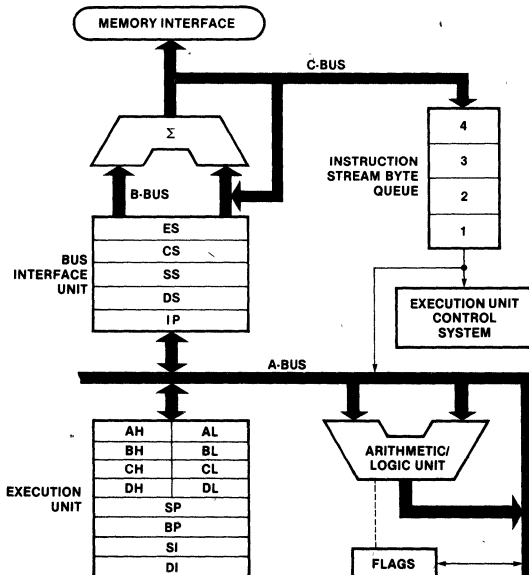 MEMORY INTERFACE
C-BUS
Σ
B-BUS
INSTRUCTION
STREAM BYTE
QUEUE
4
3
2
1
BUS
INTERFACE
UNIT
ES
CS
SS
DS
IP
EXECUTION UNIT
CONTROL
SYSTEM
A-BUS
EXECUTION
UNIT
AH AL
BH BL
CH CL
DH DL
SP
BP
SI
DI
ARITHMETIC/
LOGIC UNIT
FLAGS